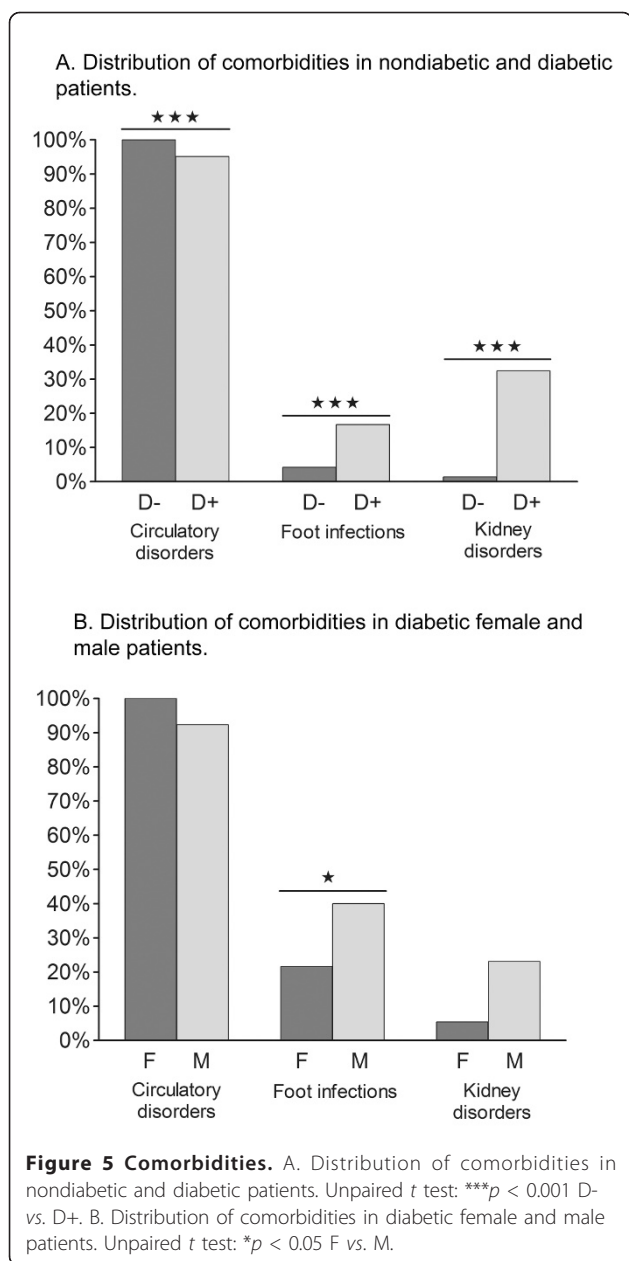 A. Distribution of comorbidities in nondiabetic and diabetic
patients.
★★★
100%
90%
80%
70%
60%
50%
40%
30%
20%
10%
0%
★★★
★★★
D- D+ D- D+ D- D+
Circulatory disorders Foot infections Kidney disorders
B. Distribution of comorbidities in diabetic female and
male patients.
100%
90%
80%
70%
60%
50%
40%
30%
20%
10%
0%
★
F M F M F M
Circulatory disorders Foot infections Kidney disorders
Figure 5 Comorbidities. A. Distribution of comorbidities in
nondiabetic and diabetic patients. Unpaired t test: ***p < 0.001 D-
vs. D+. B. Distribution of comorbidities in diabetic female and male
patients. Unpaired t test: *p < 0.05 F vs. M.